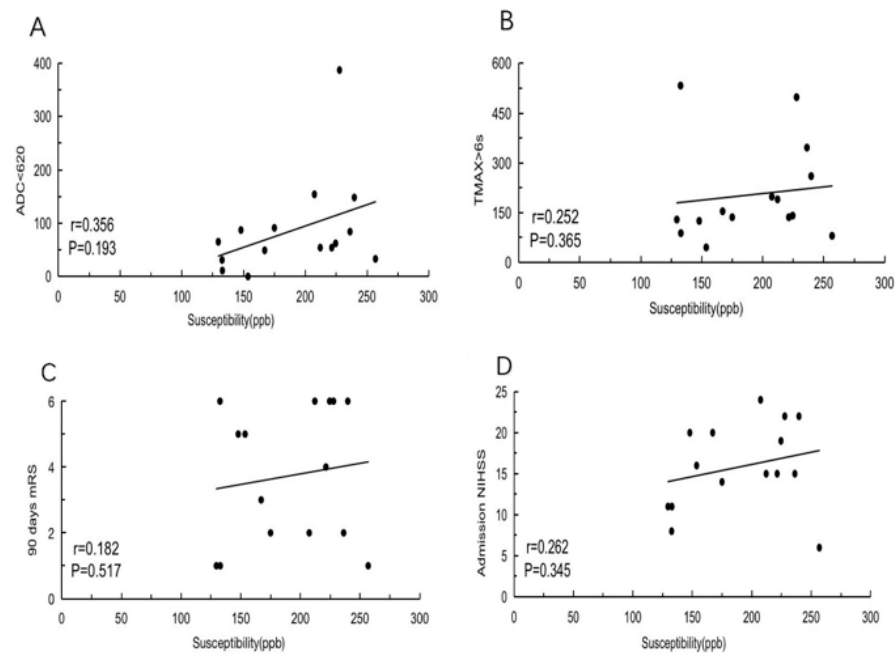 A
400
300
200
100
0
ADC<620
r=0.356
P=0.193
0 50 100 150 200 250 300
Susceptibility(ppb)
B
600
450
300
150
0
TMAX>6s
r=0.252
P=0.365
0 50 100 150 200 250 300
Susceptibility(ppb)
C
6
4
2
0
90 days mRS
r=0.182
P=0.517
0 50 100 150 200 250 300
Susceptibility(ppb)
D
25
20
15
10
5
0
Admission NIHSS
r=0.262
P=0.345
0 50 100 150 200 250 300
Susceptibility(ppb)